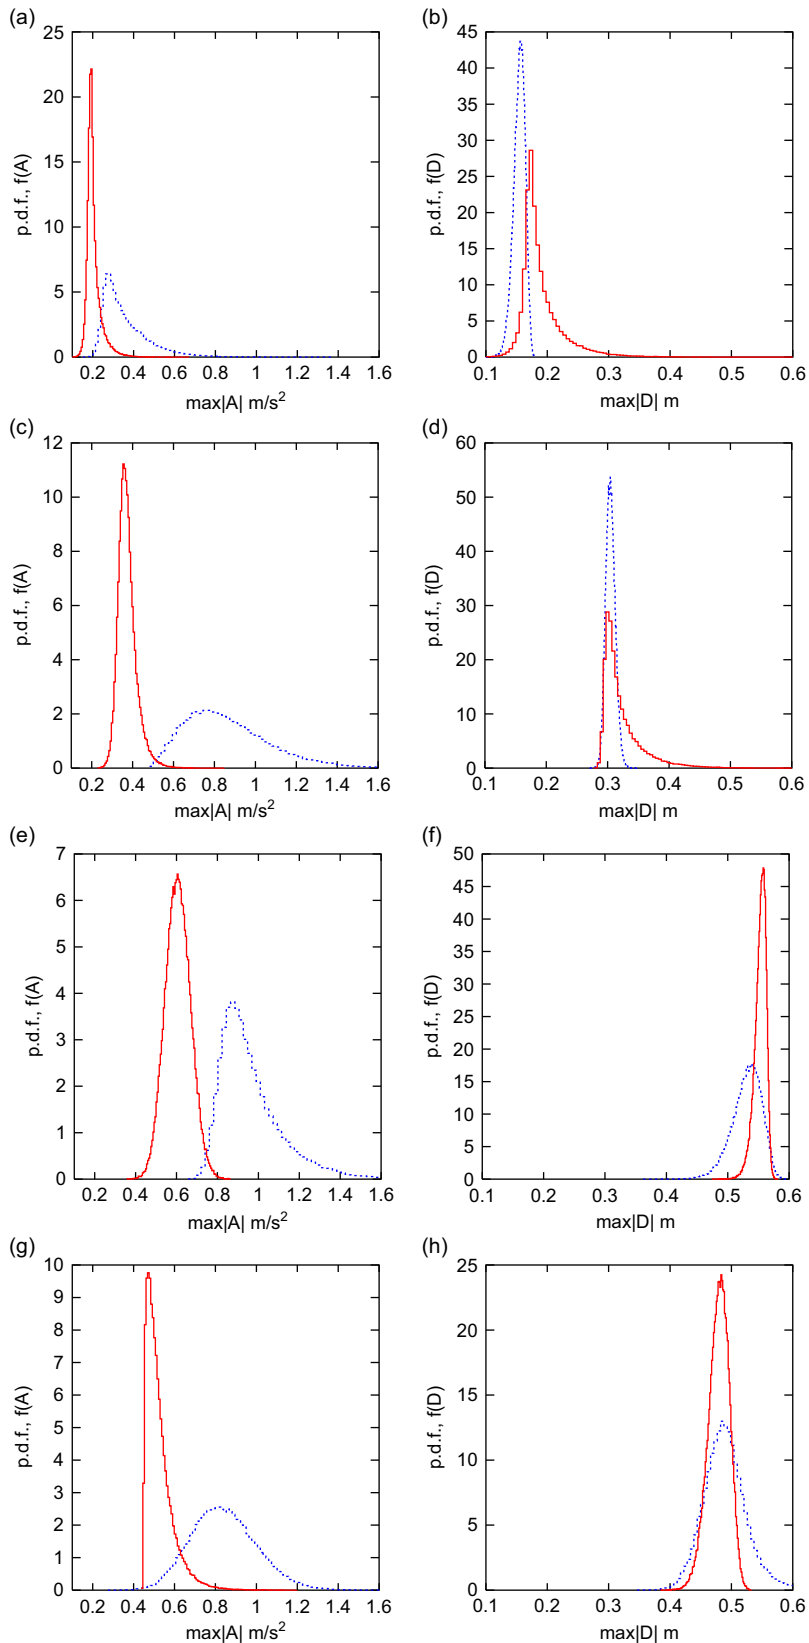 (a)
25
20
15
10
5
0
p.d.f., f(A)
0.2 0.4 0.6 0.8 1 1.2 1.4 1.6
max|A| m/s²
(b)
45
40
35
30
25
20
15
10
5
0
p.d.f., f(D)
0.1 0.2 0.3 0.4 0.5 0.6
max|D| m
(c)
12
10
8
6
4
2
0
p.d.f., f(A)
0.2 0.4 0.6 0.8 1 1.2 1.4 1.6
max|A| m/s²
(d)
60
50
40
30
20
10
0
p.d.f., f(D)
0.1 0.2 0.3 0.4 0.5 0.6
max|D| m
(e)
7
6
5
4
3
2
1
0
p.d.f., f(A)
0.2 0.4 0.6 0.8 1 1.2 1.4 1.6
max|A| m/s²
(f)
50
45
40
35
30
25
20
15
10
5
0
p.d.f., f(D)
0.1 0.2 0.3 0.4 0.5 0.6
max|D| m
(g)
10
9
8
7
6
5
4
3
2
1
0
p.d.f., f(A)
0.2 0.4 0.6 0.8 1 1.2 1.4 1.6
max|A| m/s²
(h)
25
20
15
10
5
0
p.d.f., f(D)
0.1 0.2 0.3 0.4 0.5 0.6
max|D| m